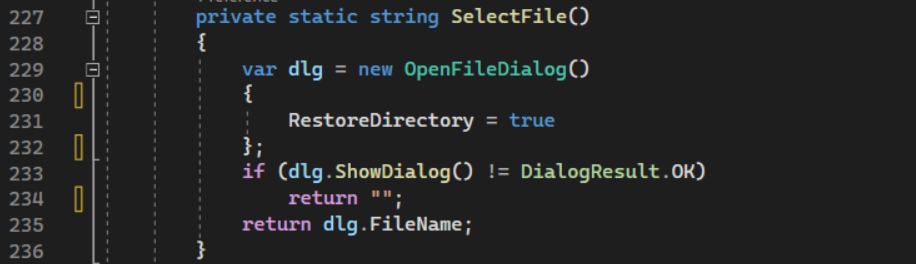 227 private static string SelectFile()
228 {
229 var dlg = new OpenFileDialog()
230 {
231 RestoreDirectory = true
232 };
233 if (dlg.ShowDialog() != DialogResult.OK)
234 return "";
235 return dlg.FileName;
236 }